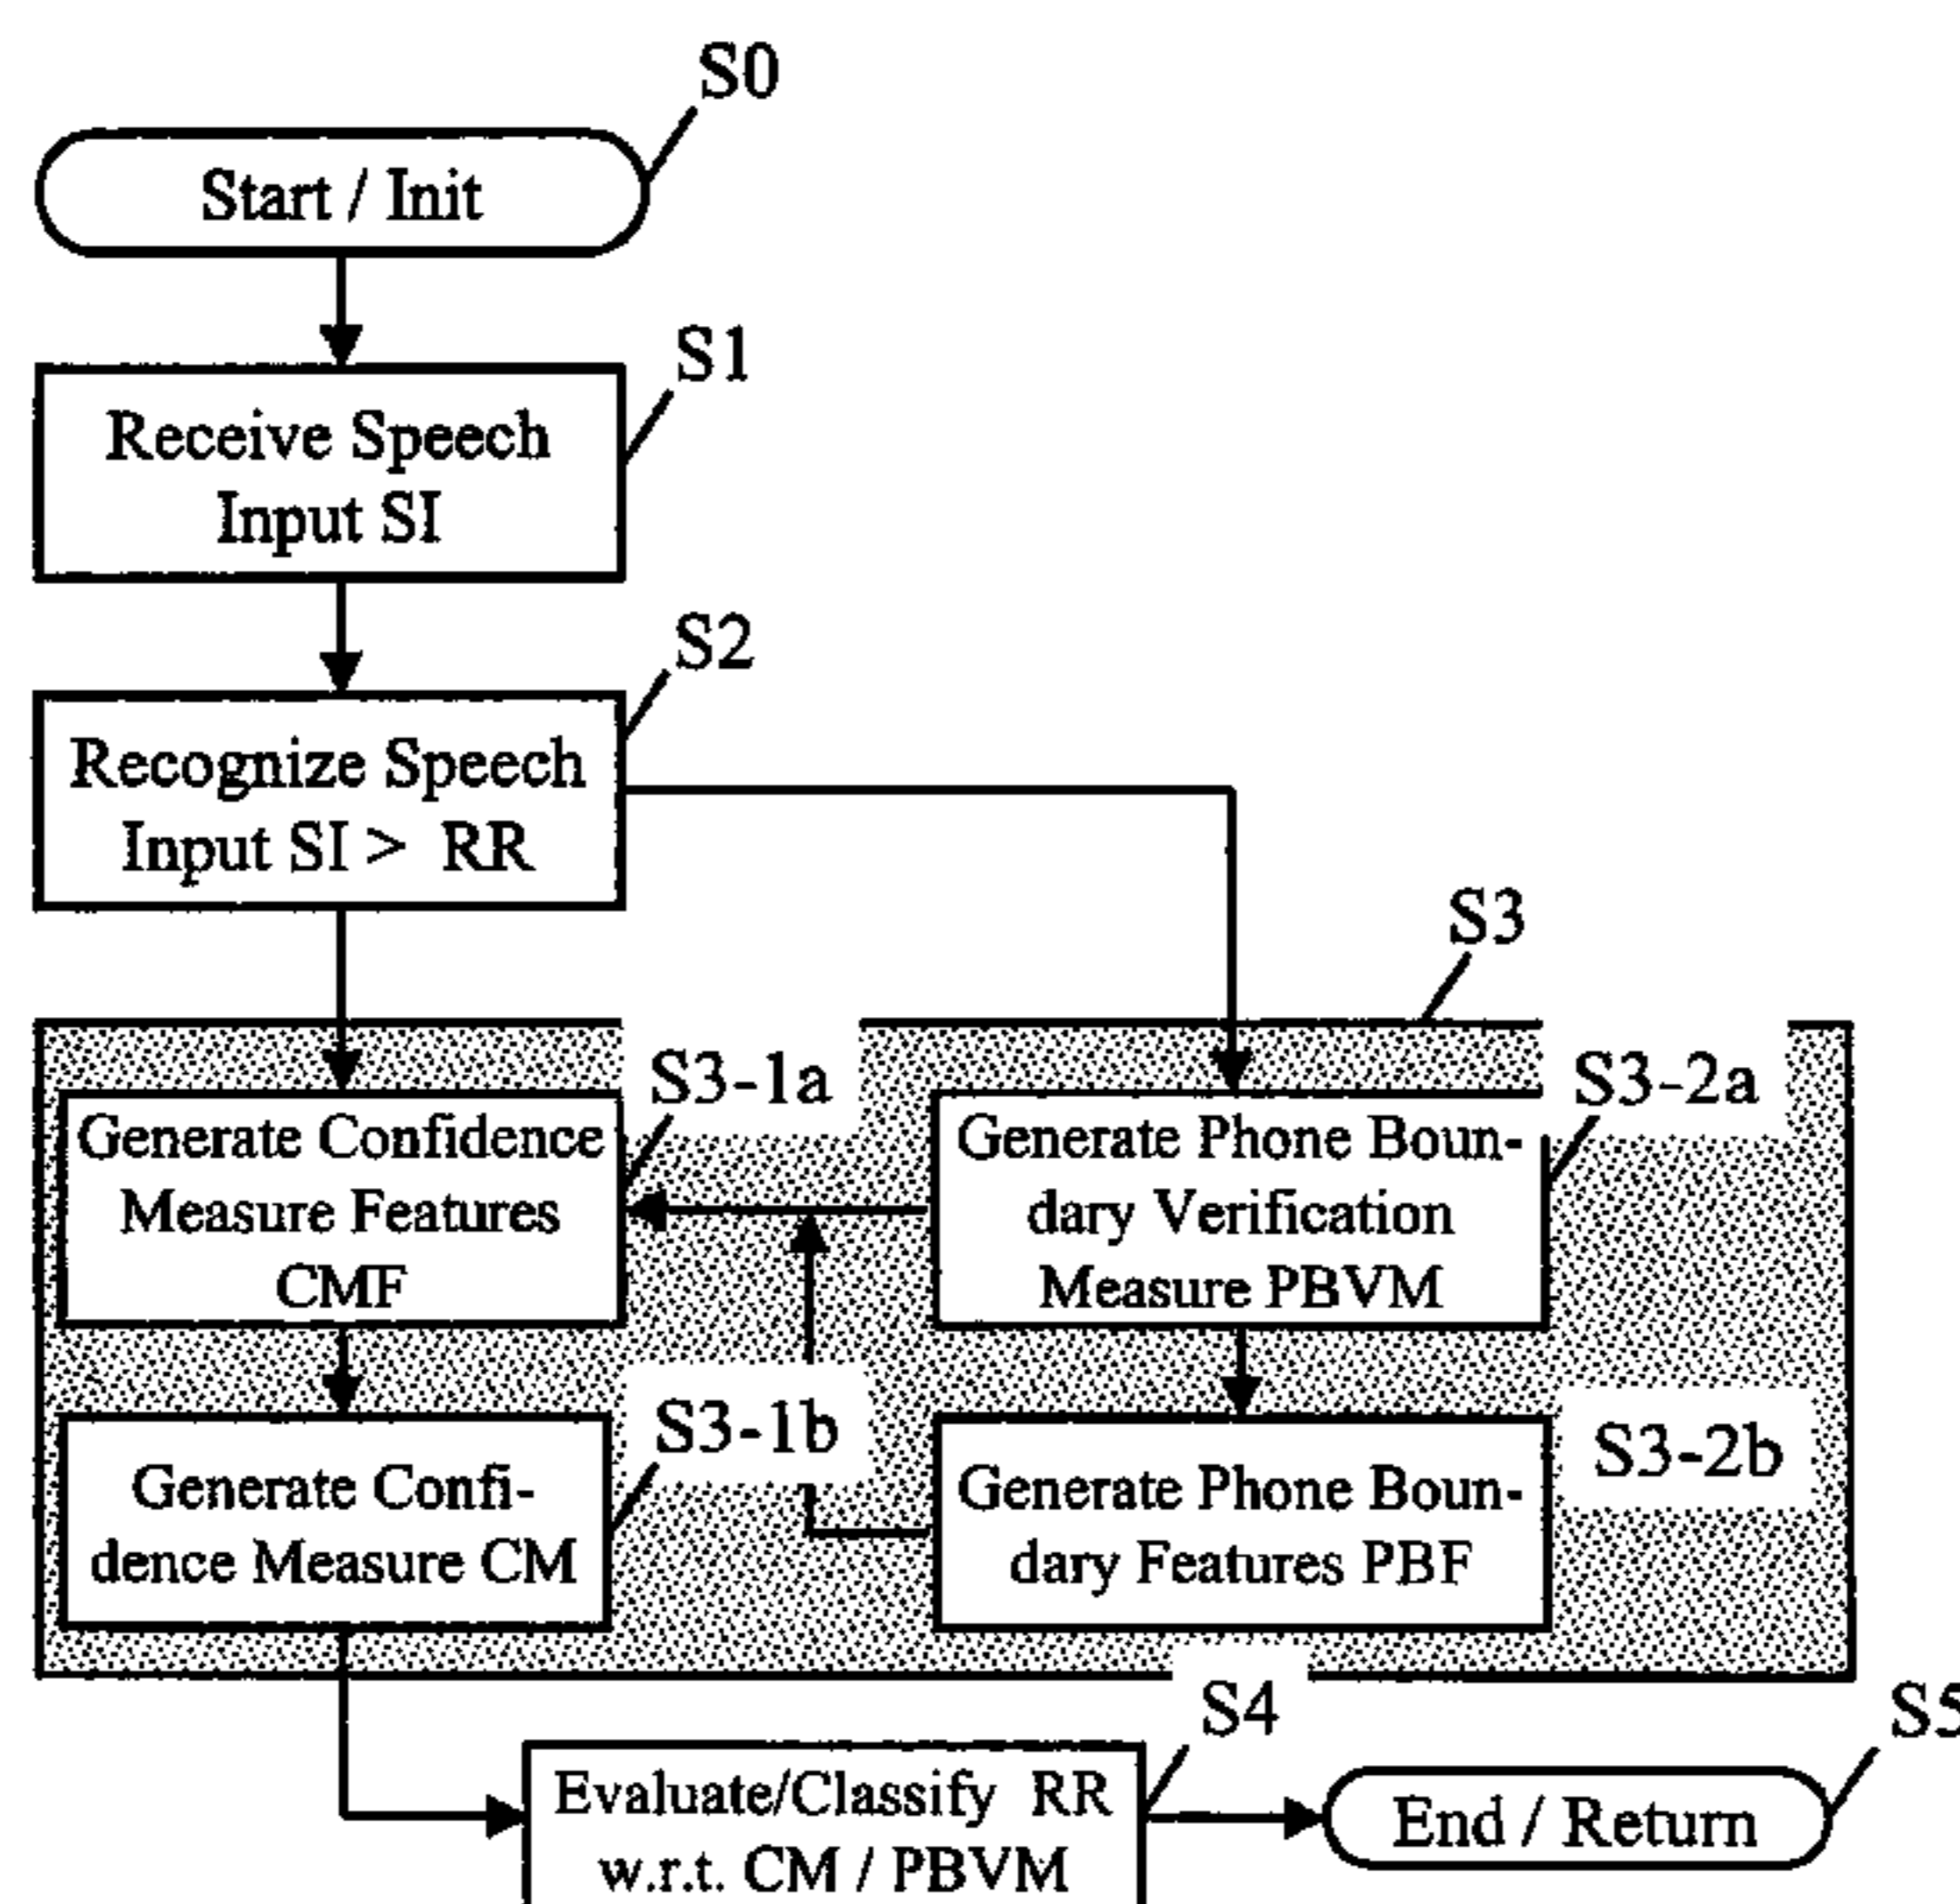 S0
Start / Init
S1
Receive Speech
Input SI
S2
Recognize Speech
Input SI > RR
S3
S3-1a
Generate Confidence
Measure Features
CMF
S3-2a
Generate Phone Boun-
dary Verification
Measure PBVM
S3-1b
Generate Confi-
dence Measure CM
S3-2b
Generate Phone Boun-
dary Features PBF
S4
Evaluate/Classify RR
w.r.t. CM / PBVM
S5
End / Return